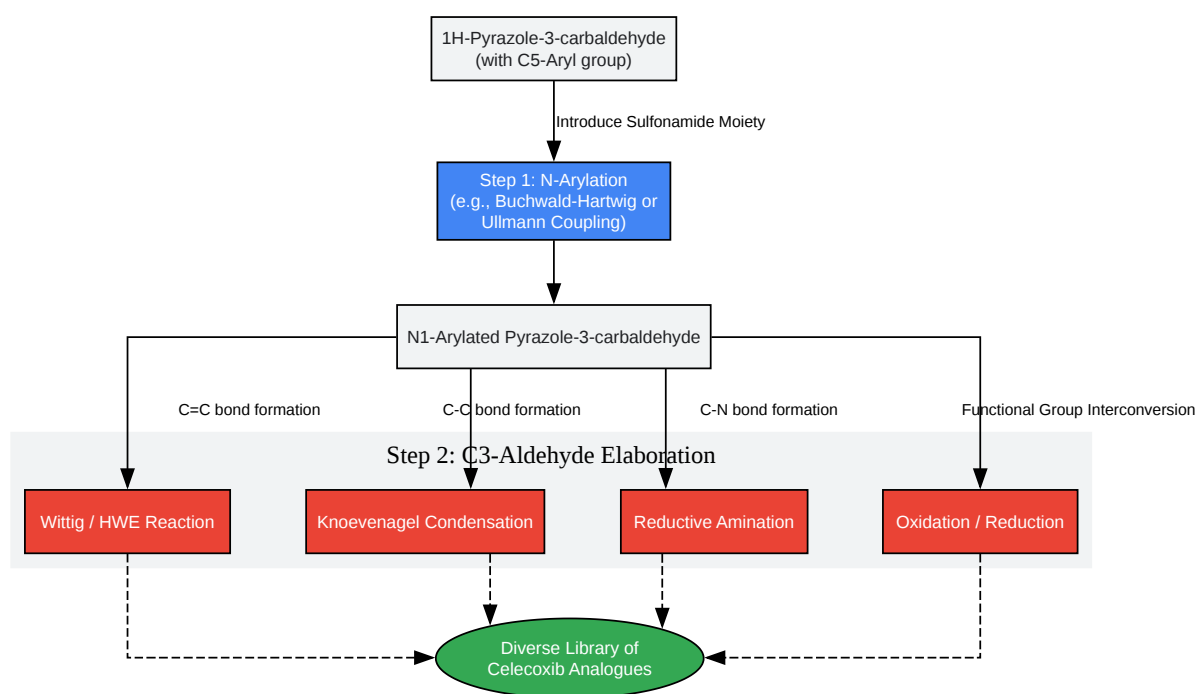 1H-Pyrazole-3-carbaldehyde
(with C5-Aryl group)
Introduce Sulfonamide Moiety
Step 1: N-Arylation
(e.g., Buchwald-Hartwig or
Ullmann Coupling)
N1-Arylated Pyrazole-3-carbaldehyde
C=C bond formation
C-C bond formation
C-N bond formation
Functional Group Interconversion
Step 2: C3-Aldehyde Elaboration
Wittig / HWE Reaction
Knoevenagel Condensation
Reductive Amination
Oxidation / Reduction
Diverse Library of
Celecoxib Analogues